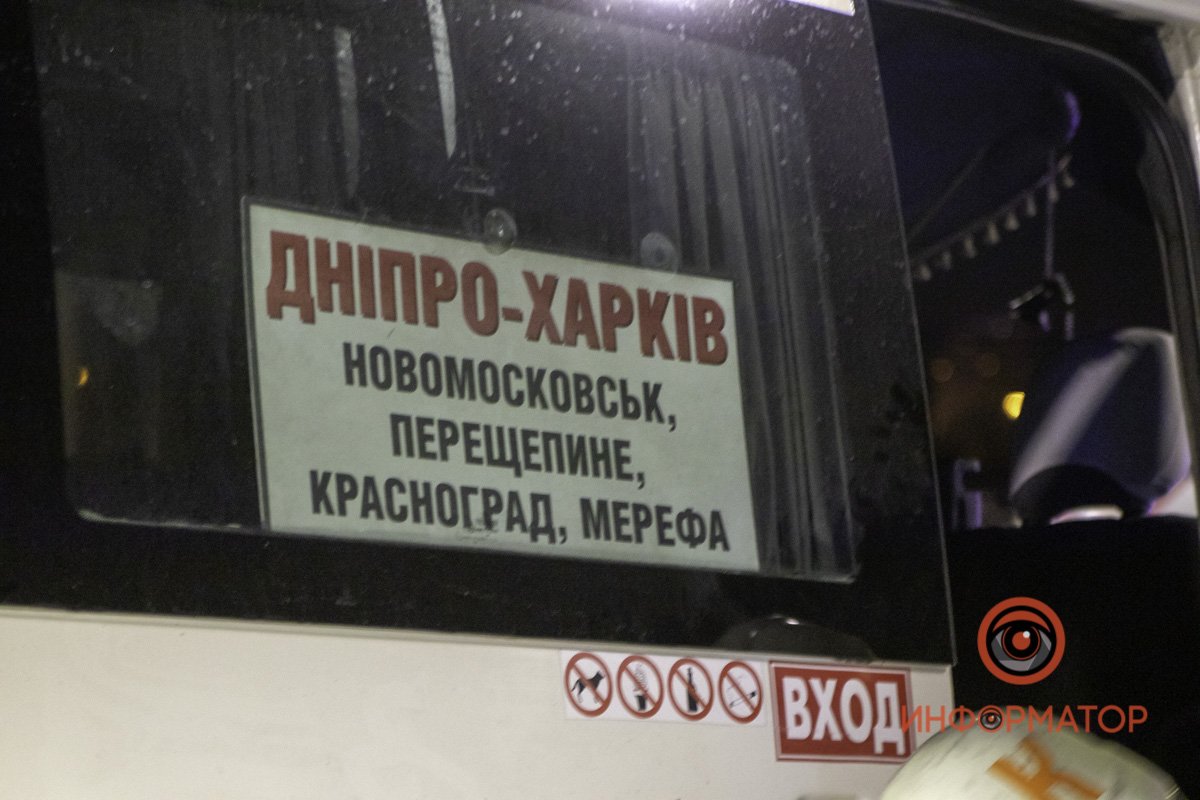 ДНІПРО-ХАРКІВ
НОВОМОСКОВСЬК,
ПЕРЕЩЕПИНЕ,
КРАСНОГРАД, МЕРЕФА
ВХОД
ИНФОРМАТОР